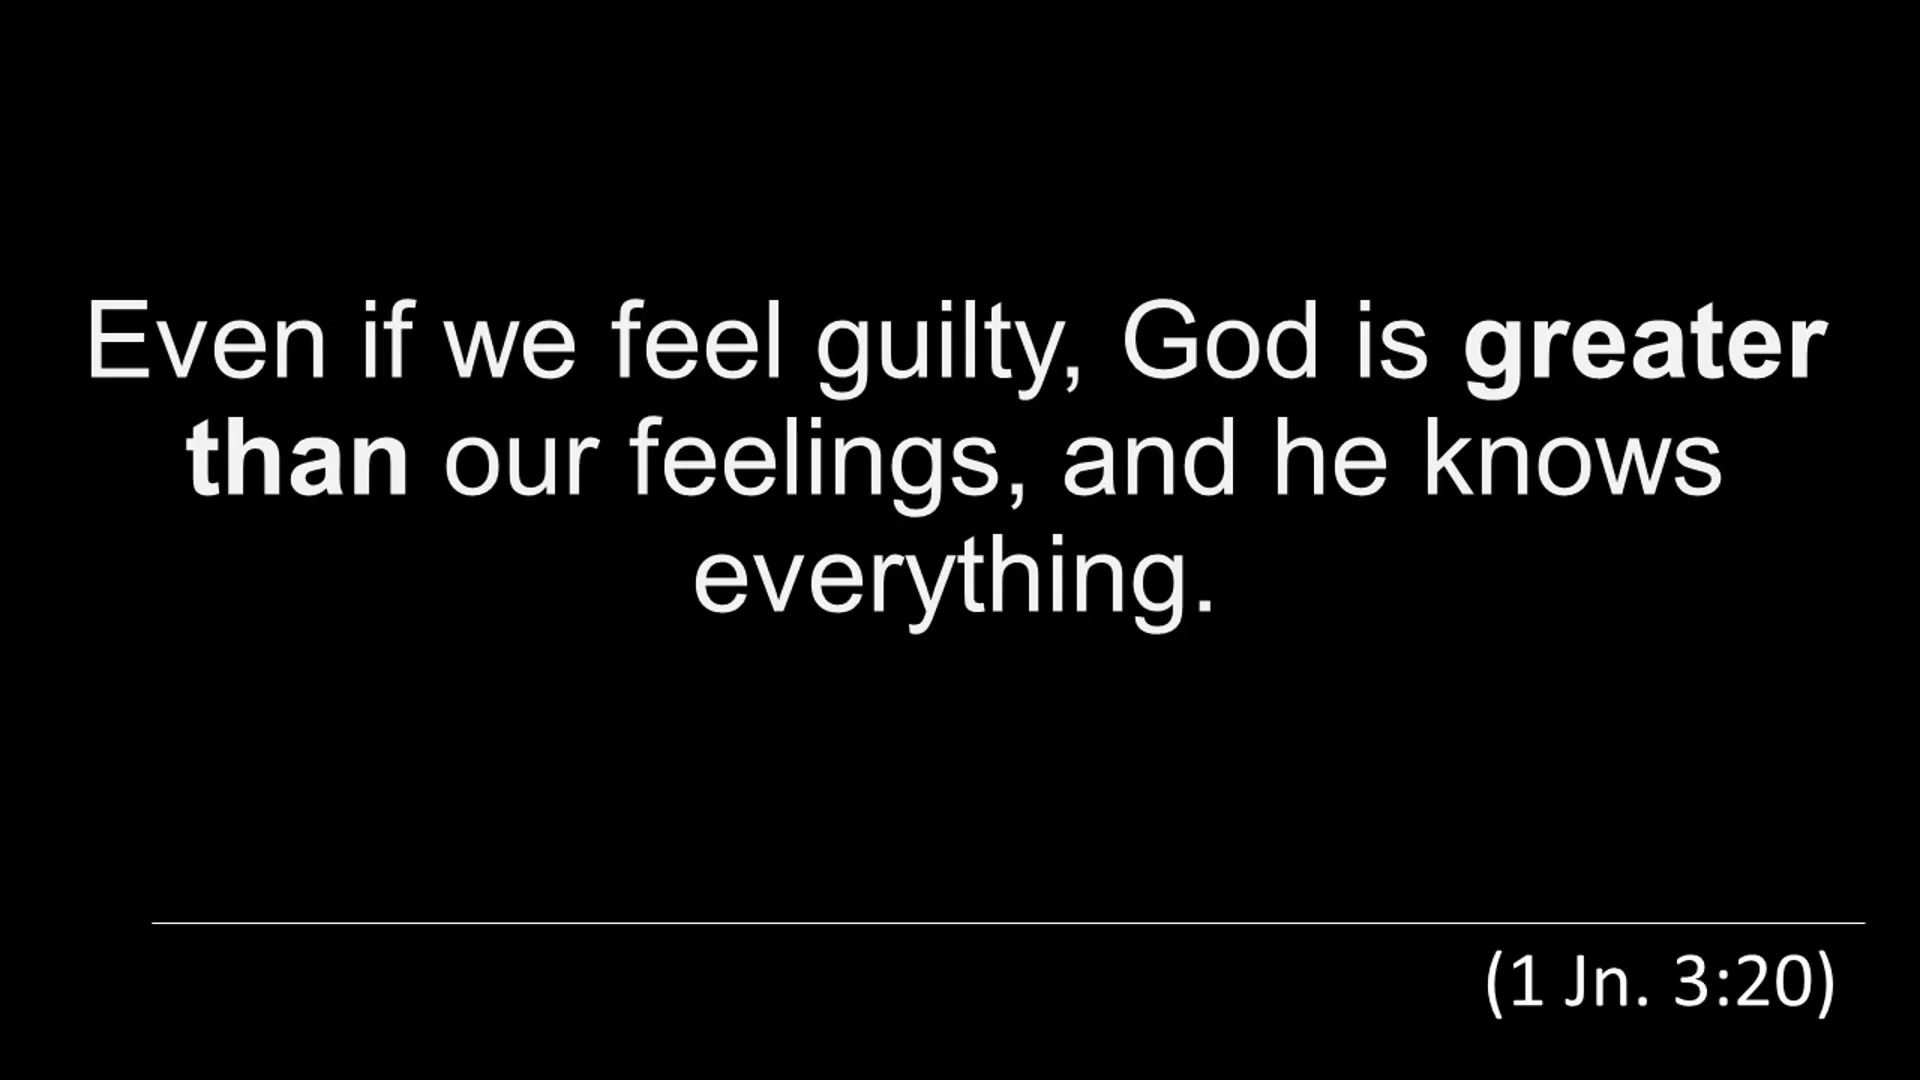 Even if we feel guilty, God is greater
than our feelings, and he knows
everything.
(1 Jn. 3:20)